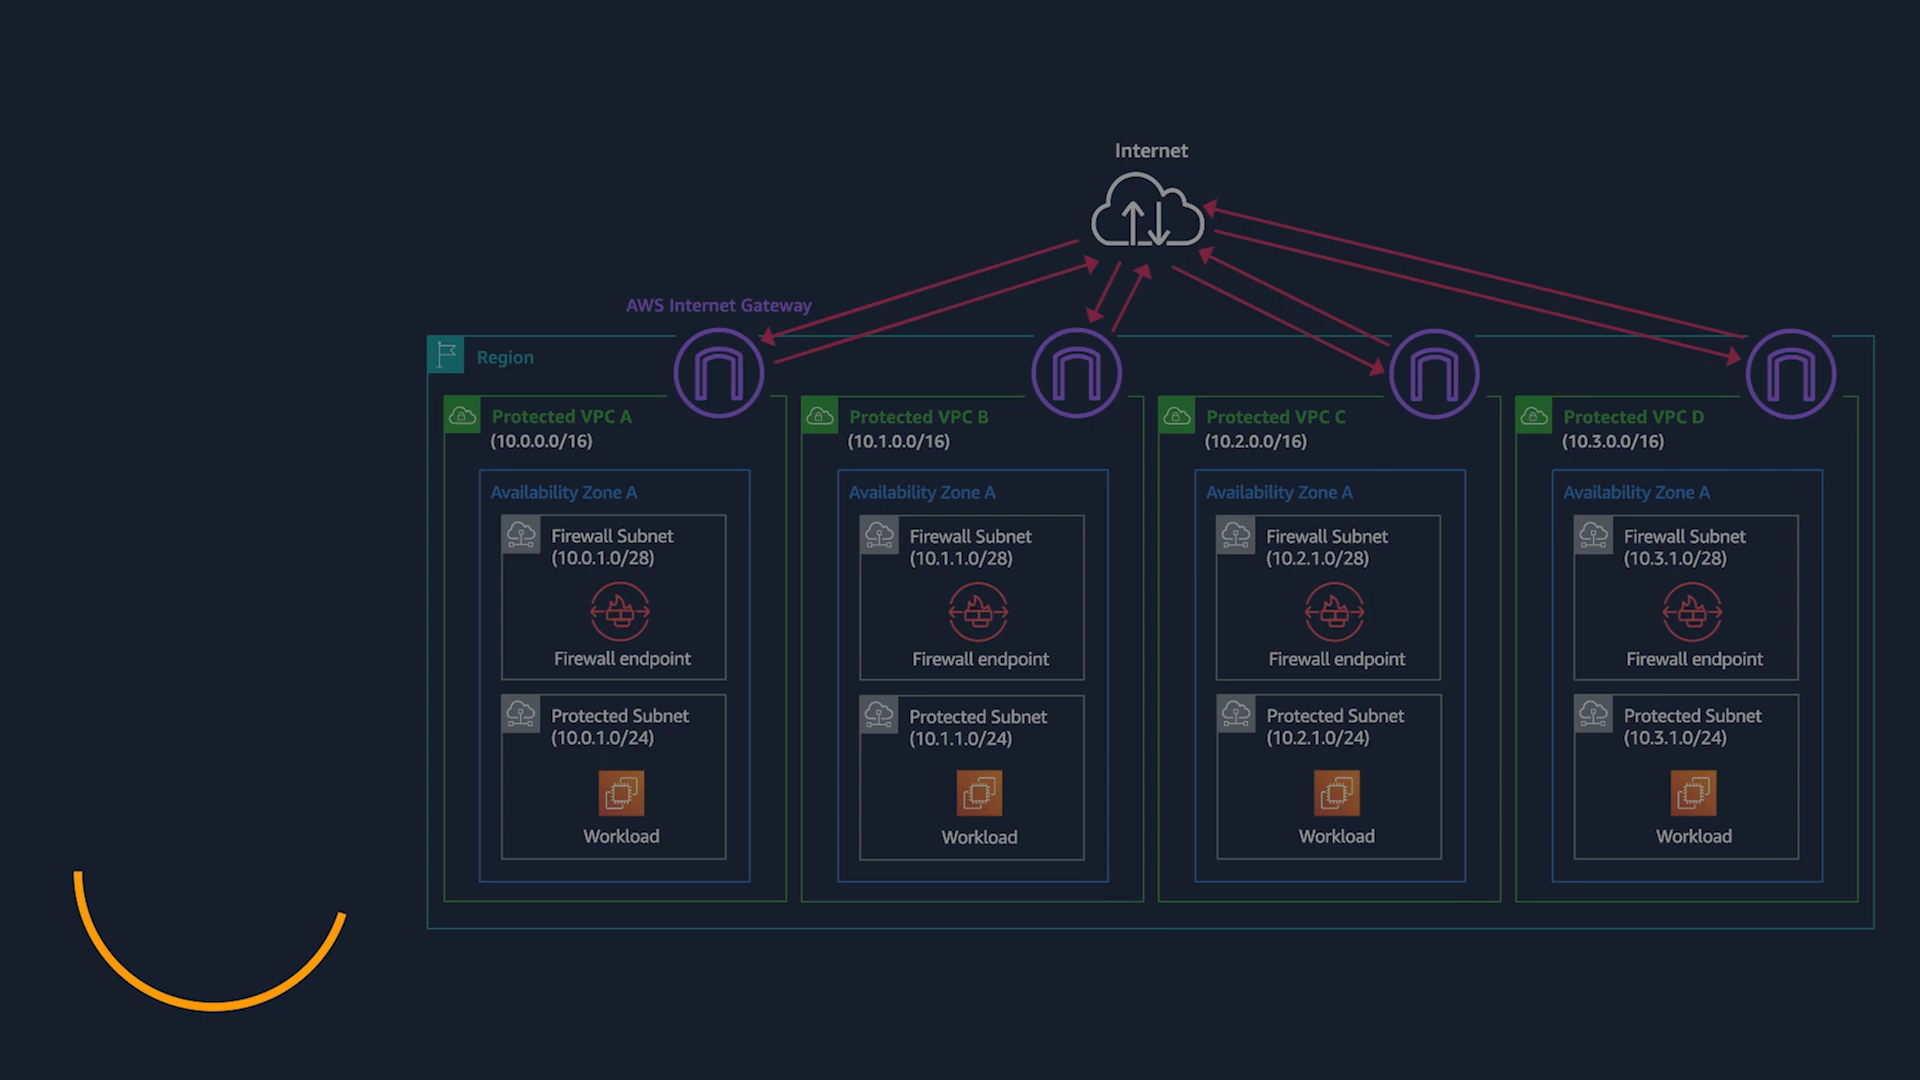 Internet
AWS Internet Gateway
Region
Protected VPC A
(10.0.0.0/16)
Availability Zone A
Firewall Subnet
(10.0.1.0/28)
Firewall endpoint
Protected Subnet
(10.0.1.0/24)
Workload
Protected VPC B
(10.1.0.0/16)
Availability Zone A
Firewall Subnet
(10.1.1.0/28)
Firewall endpoint
Protected Subnet
(10.1.1.0/24)
Workload
Protected VPC C
(10.2.0.0/16)
Availability Zone A
Firewall Subnet
(10.2.1.0/28)
Firewall endpoint
Protected Subnet
(10.2.1.0/24)
Workload
Protected VPC D
(10.3.0.0/16)
Availability Zone A
Firewall Subnet
(10.3.1.0/28)
Firewall endpoint
Protected Subnet
(10.3.1.0/24)
Workload